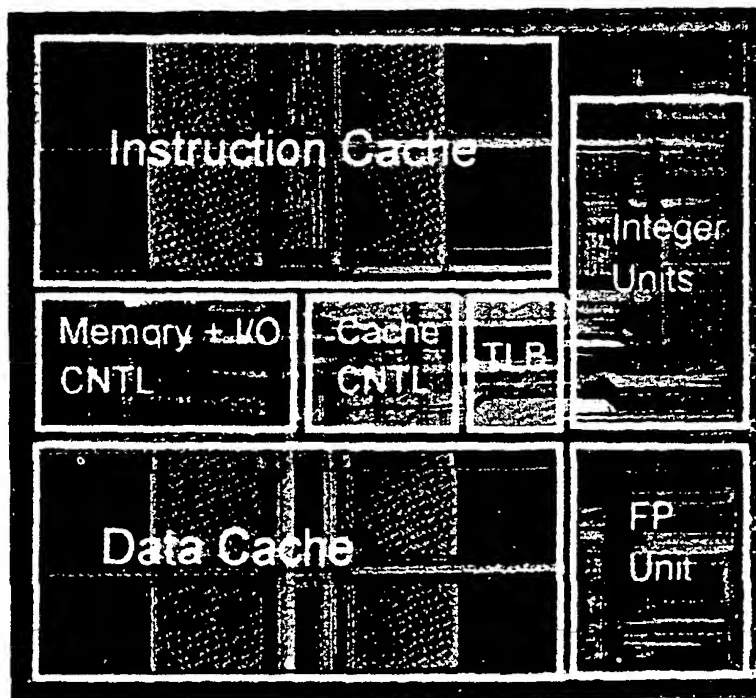 Instruction Cache
Integer
Units
Memory + I/O
CNTL
Cache
CNTL
TLB
Data Cache
FP
Unit